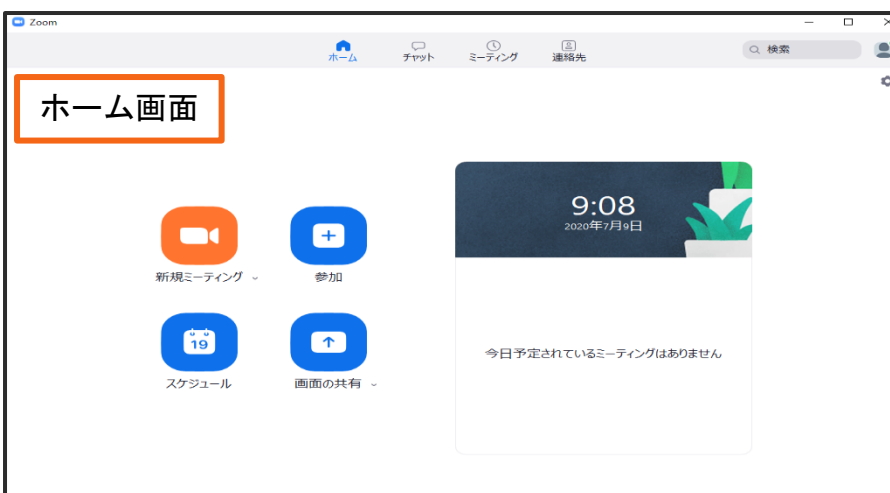 Zoom
ホーム
チャット
ミーティング
連絡先
検索
ホーム画面
9:08
2020年7月9日
新規ミーティング
参加
19
スケジュール
画面の共有
今日予定されているミーティングはありません